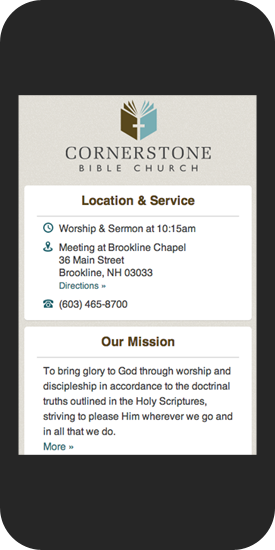 CORNERSTONE
BIBLE CHURCH
Location & Service
Worship & Sermon at 10:15am
Meeting at Brookline Chapel
36 Main Street
Brookline, NH 03033
Directions »
(603) 465-8700
Our Mission
To bring glory to God through worship and
discipleship in accordance to the doctrinal
truths outlined in the Holy Scriptures,
striving to please Him wherever we go and
in all that we do.
More »